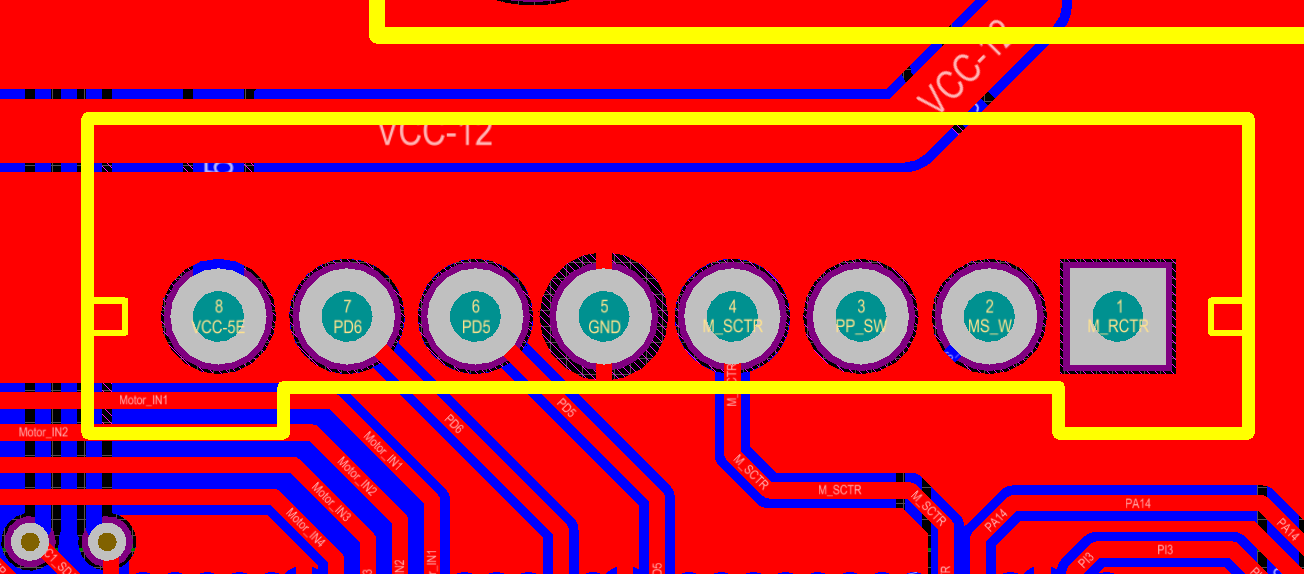 VCC-12
VCC-12
8
VCC-5E
7
PD6
6
PD5
5
GND
4
M_SCTR
3
PP_SW
2
MS_W
1
M_RCTR
Motor_IN1
Motor_IN2
PD6
PD5
Motor_IN1
Motor_IN2
Motor_IN3
Motor_IN4
M_SCTR
M_SCTR
M_SCTR
PA14
PA14
PA14
PI3
PI3